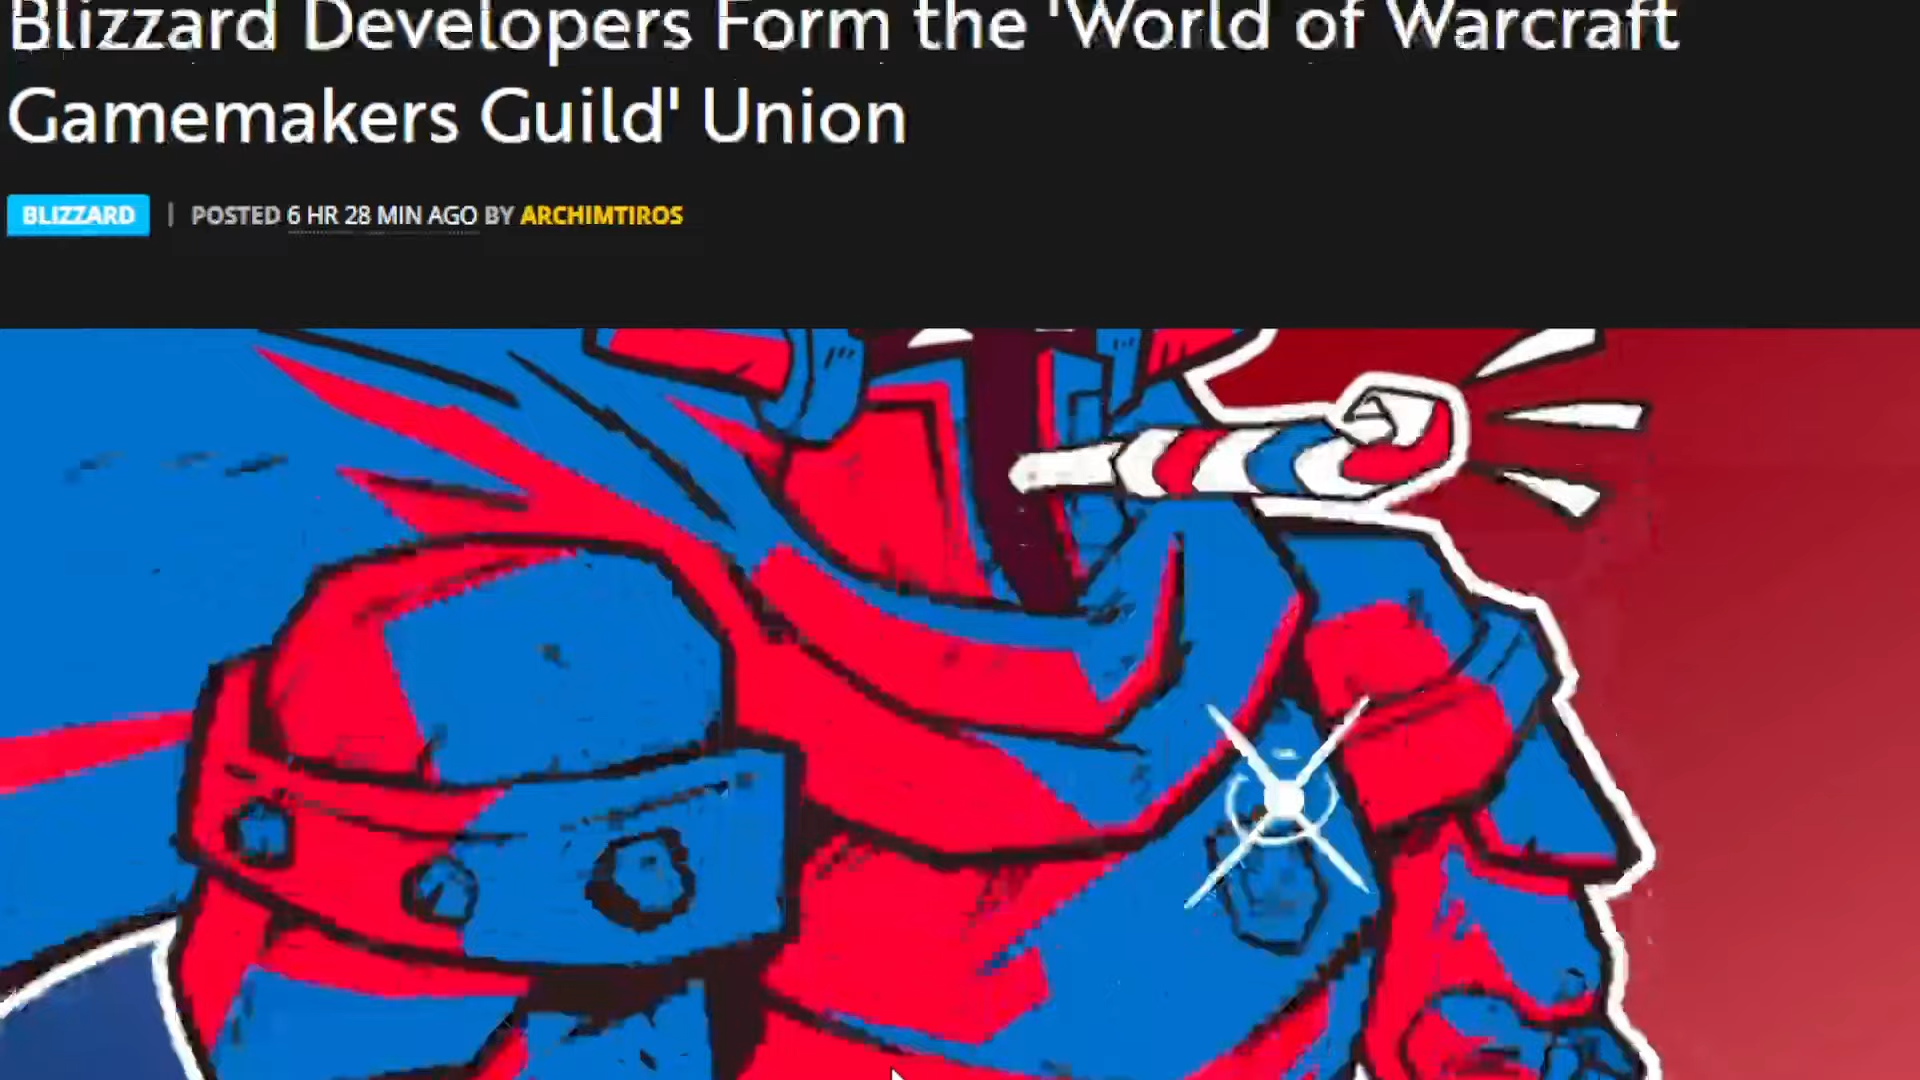 Blizzard Developers Form the 'World of Warcraft
Gamemakers Guild' Union
BLIZZARD | POSTED 6 HR 28 MIN AGO BY ARCHIMTIROS